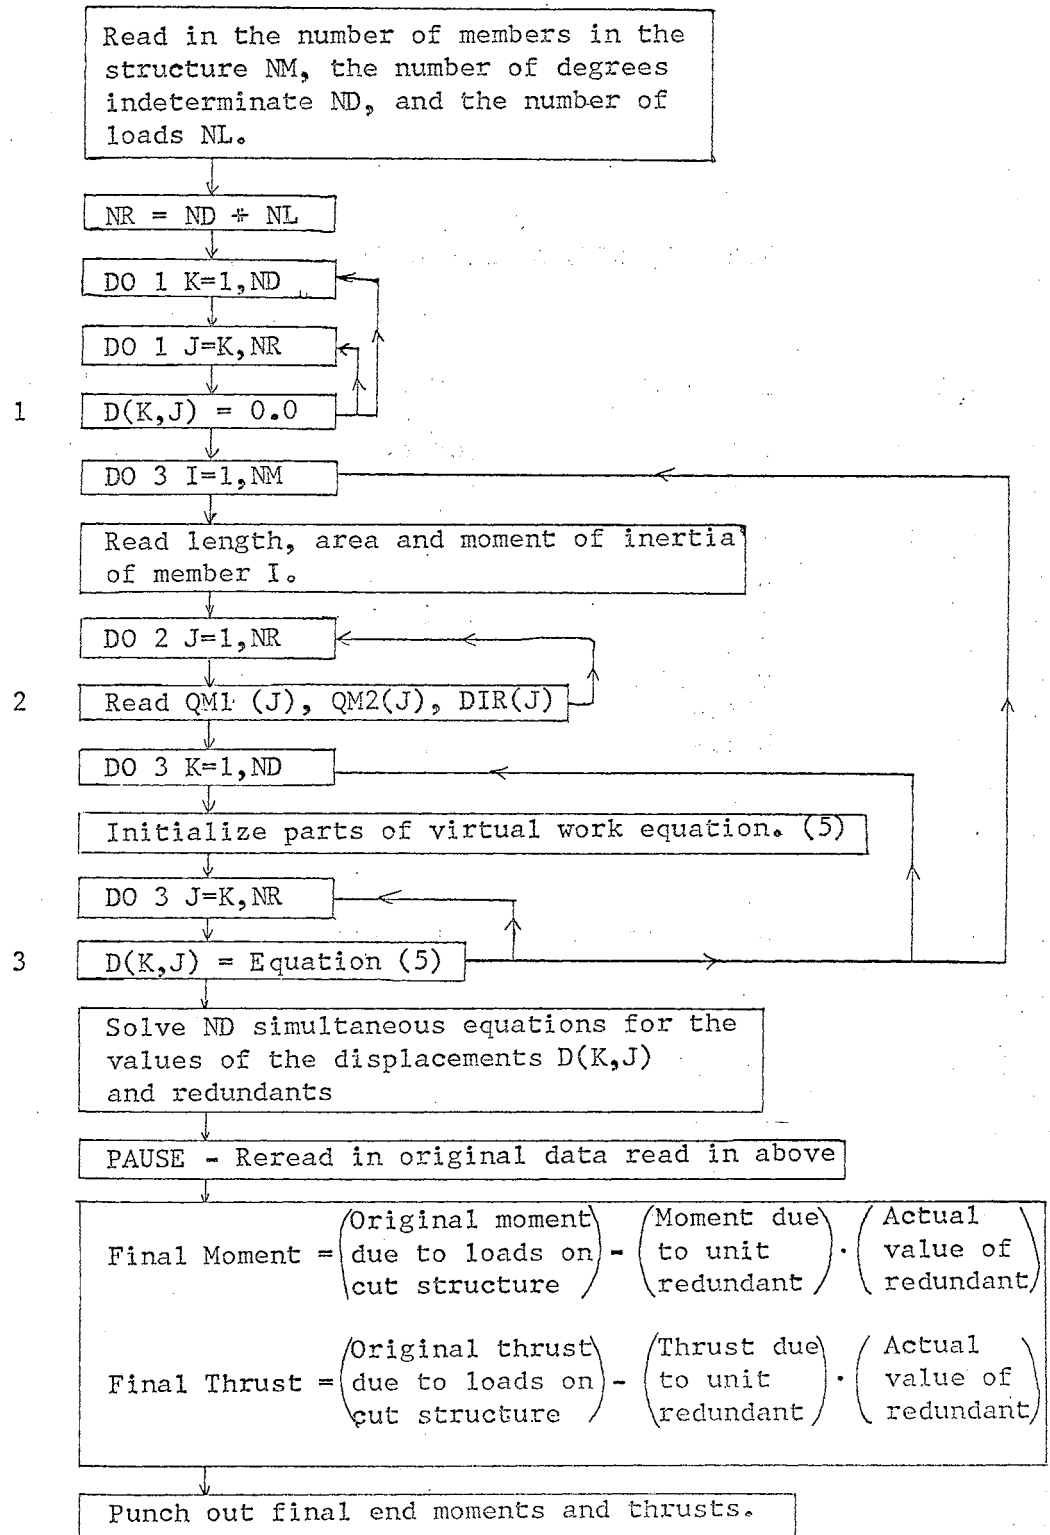 Read in the number of members in the
structure NM, the number of degrees
indeterminate ND, and the number of
loads NL.
NR = ND + NL
DO 1 K=1,ND
DO 1 J=K,NR
1 D(K,J) = 0.0
DO 3 I=1,NM
Read length, area and moment of inertia
of member I.
DO 2 J=1,NR
2 Read QM1 (J), QM2(J), DIR(J)
DO 3 K=1,ND
Initialize parts of virtual work equation. (5)
DO 3 J=K,NR
3 D(K,J) = Equation (5)
Solve ND simultaneous equations for the
values of the displacements D(K,J)
and redundants
PAUSE - Reread in original data read in above
(Original moment) (Moment due) (Actual
Final Moment = due to loads on - to unit · value of
cut structure redundant redundant)
(Original thrust) (Thrust due) (Actual
Final Thrust = due to loads on - to unit · value of
cut structure redundant redundant)
Punch out final end moments and thrusts.